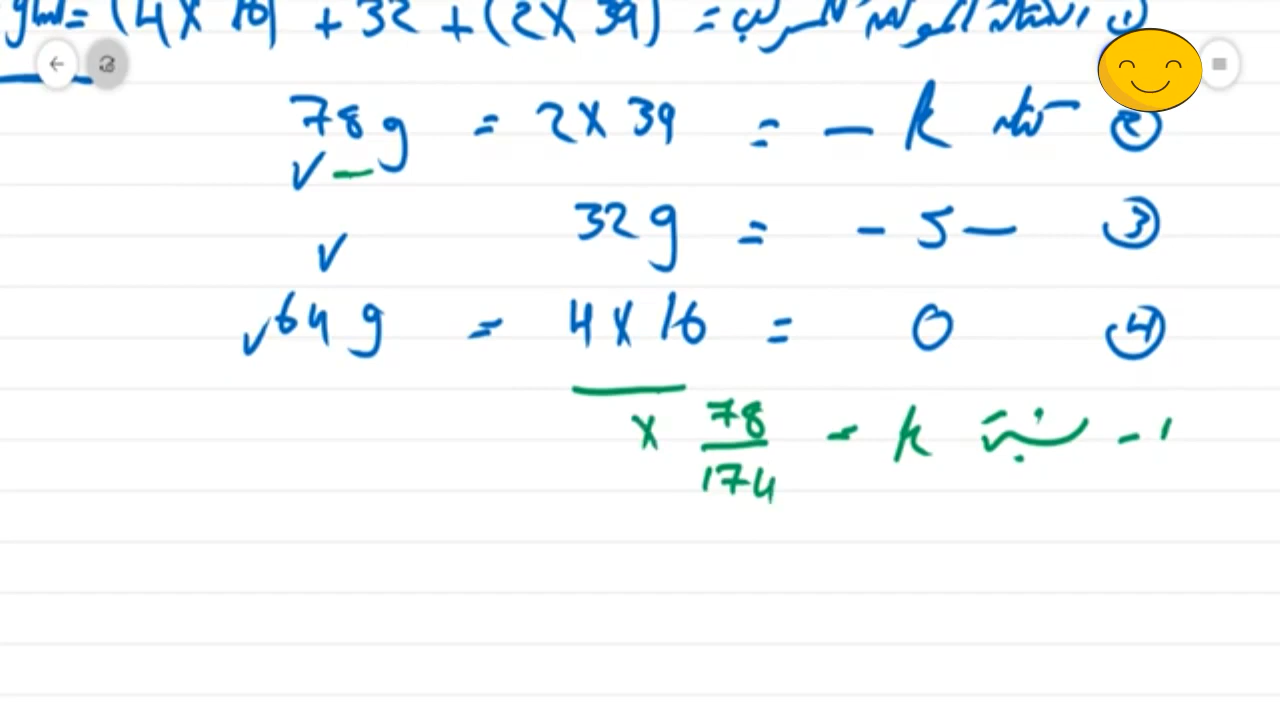 ① الكتلة المولية للمركب = (2 X 39) + 32 + (4 X 16) = g/mol
② كتلة K — = 2 X 39 = 78 g ✓ —
③ — S - = 32 g ✓
④ O = 4 X 16 = 64 g ✓
1 - نسبة K = 78/174 X